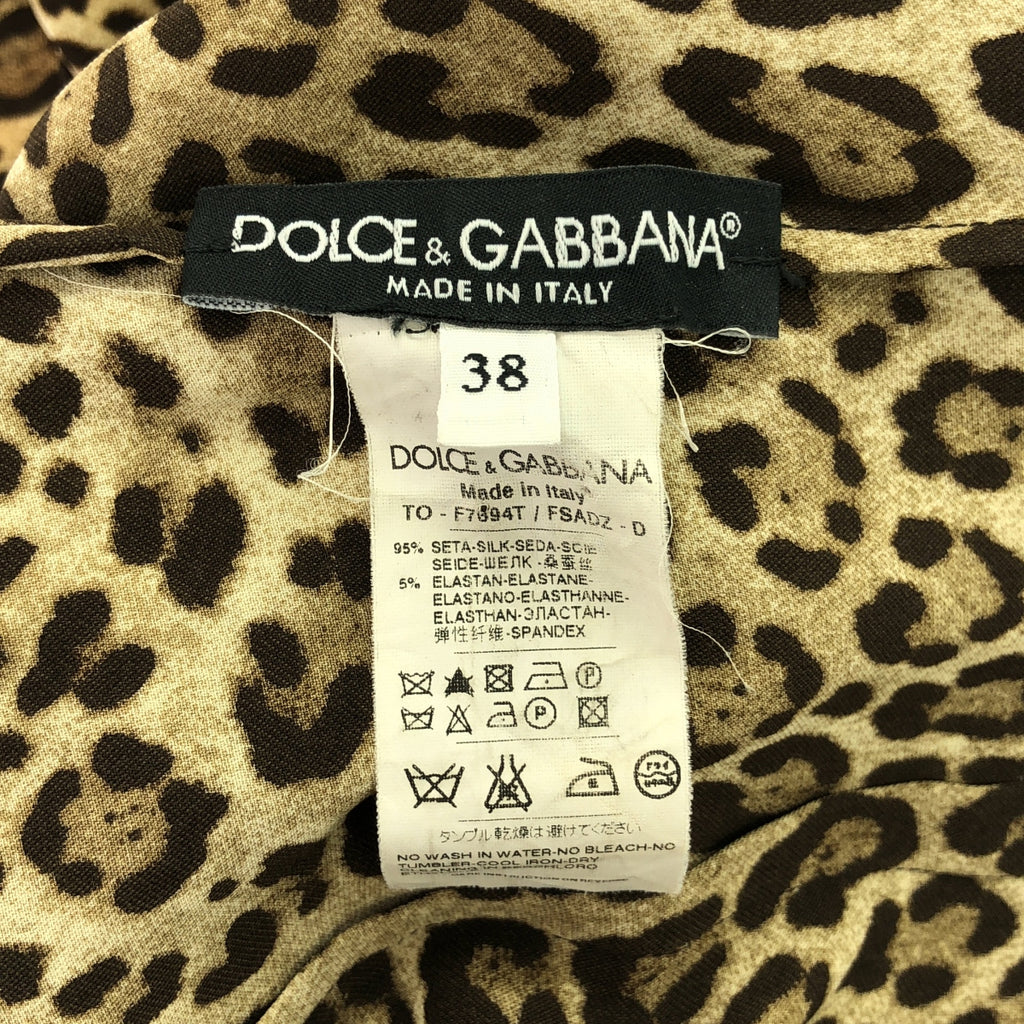 DOLCE & GABBANA®
MADE IN ITALY
38
DOLCE & GABBANA
Made in Italy
TO - F7694T / FSADZ - D
95% SETA-SILK-SEDA-SOIE
SEIDE-ШЕЛК -桑蚕丝
5% ELASTAN-ELASTANE-
ELASTANO-ELASTHANNE-
ELASTHAN-ЭЛАСТАН-
弹性纤维-SPANDEX
P
P
タンブル乾燥は避けてください
NO WASH IN WATER-NO BLEACH-NO
TUMBLER-COOL IRON-DRY
CLEANING IN